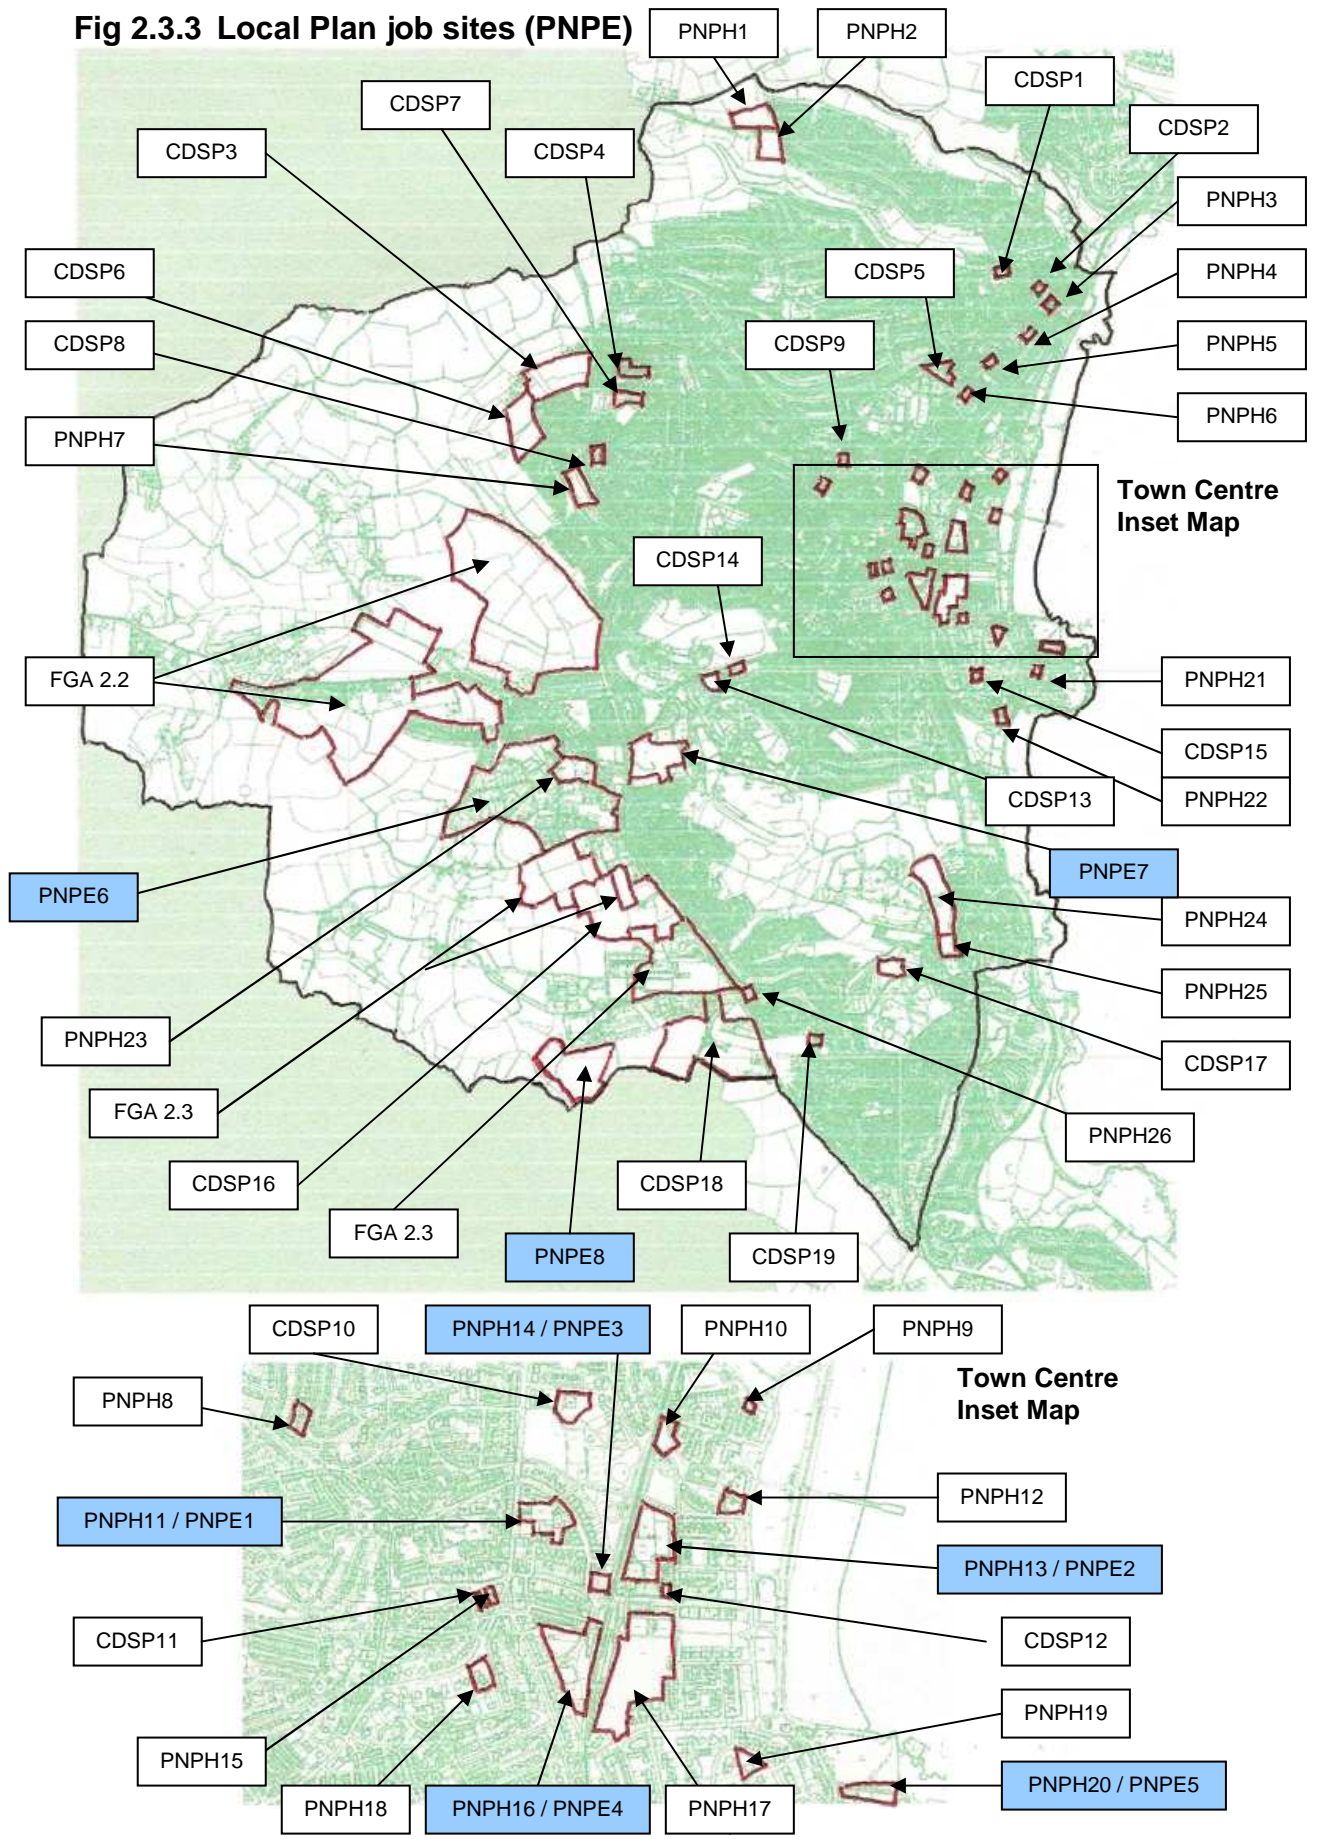 Fig 2.3.3 Local Plan job sites (PNPE)
PNPH1
PNPH2
CDSP1
CDSP7
CDSP2
CDSP3
CDSP4
PNPH3
CDSP6
CDSP5
PNPH4
CDSP8
CDSP9
PNPH5
PNPH7
PNPH6
Town Centre
Inset Map
CDSP14
FGA 2.2
PNPH21
CDSP15
CDSP13
PNPH22
PNPE6
PNPE7
PNPH24
PNPH25
PNPH23
CDSP17
FGA 2.3
PNPH26
CDSP16
CDSP18
FGA 2.3
PNPE8
CDSP19
CDSP10
PNPH14 / PNPE3
PNPH10
PNPH9
Town Centre
Inset Map
PNPH8
PNPH12
PNPH11 / PNPE1
PNPH13 / PNPE2
CDSP11
CDSP12
PNPH19
PNPH15
PNPH18
PNPH16 / PNPE4
PNPH17
PNPH20 / PNPE5